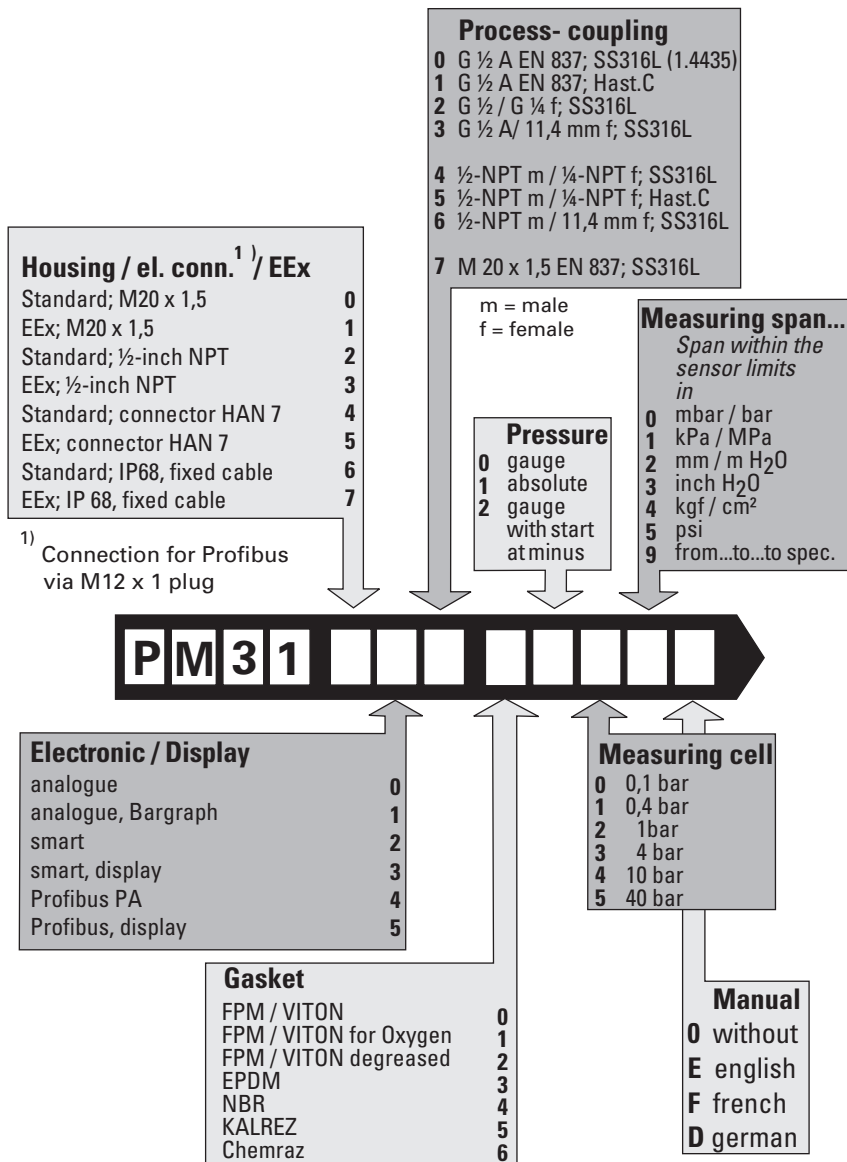 Process- coupling
0 G ½ A EN 837; SS316L (1.4435)
1 G ½ A EN 837; Hast.C
2 G ½ / G ¼ f; SS316L
3 G ½ A/ 11,4 mm f; SS316L
4 ½-NPT m / ¼-NPT f; SS316L
5 ½-NPT m / ¼-NPT f; Hast.C
6 ½-NPT m / 11,4 mm f; SS316L
7 M 20 x 1,5 EN 837; SS316L
m = male
f = female
Housing / el. conn.1 )/ EEx
Standard; M20 x 1,5 0
EEx; M20 x 1,5 1
Standard; ½-inch NPT 2
EEx; ½-inch NPT 3
Standard; connector HAN 7 4
EEx; connector HAN 7 5
Standard; IP68, fixed cable 6
EEx; IP 68, fixed cable 7
1) Connection for Profibus
via M12 x 1 plug
Pressure
0 gauge
1 absolute
2 gauge
with start
at minus
Measuring span...
Span within the
sensor limits
in
0 mbar / bar
1 kPa / MPa
2 mm / m H2O
3 inch H2O
4 kgf / cm²
5 psi
9 from...to...to spec.
PM31
Electronic / Display
analogue 0
analogue, Bargraph 1
smart 2
smart, display 3
Profibus PA 4
Profibus, display 5
Gasket
FPM / VITON 0
FPM / VITON for Oxygen 1
FPM / VITON degreased 2
EPDM 3
NBR 4
KALREZ 5
Chemraz 6
Measuring cell
0 0,1 bar
1 0,4 bar
2 1bar
3 4 bar
4 10 bar
5 40 bar
Manual
0 without
E english
F french
D german